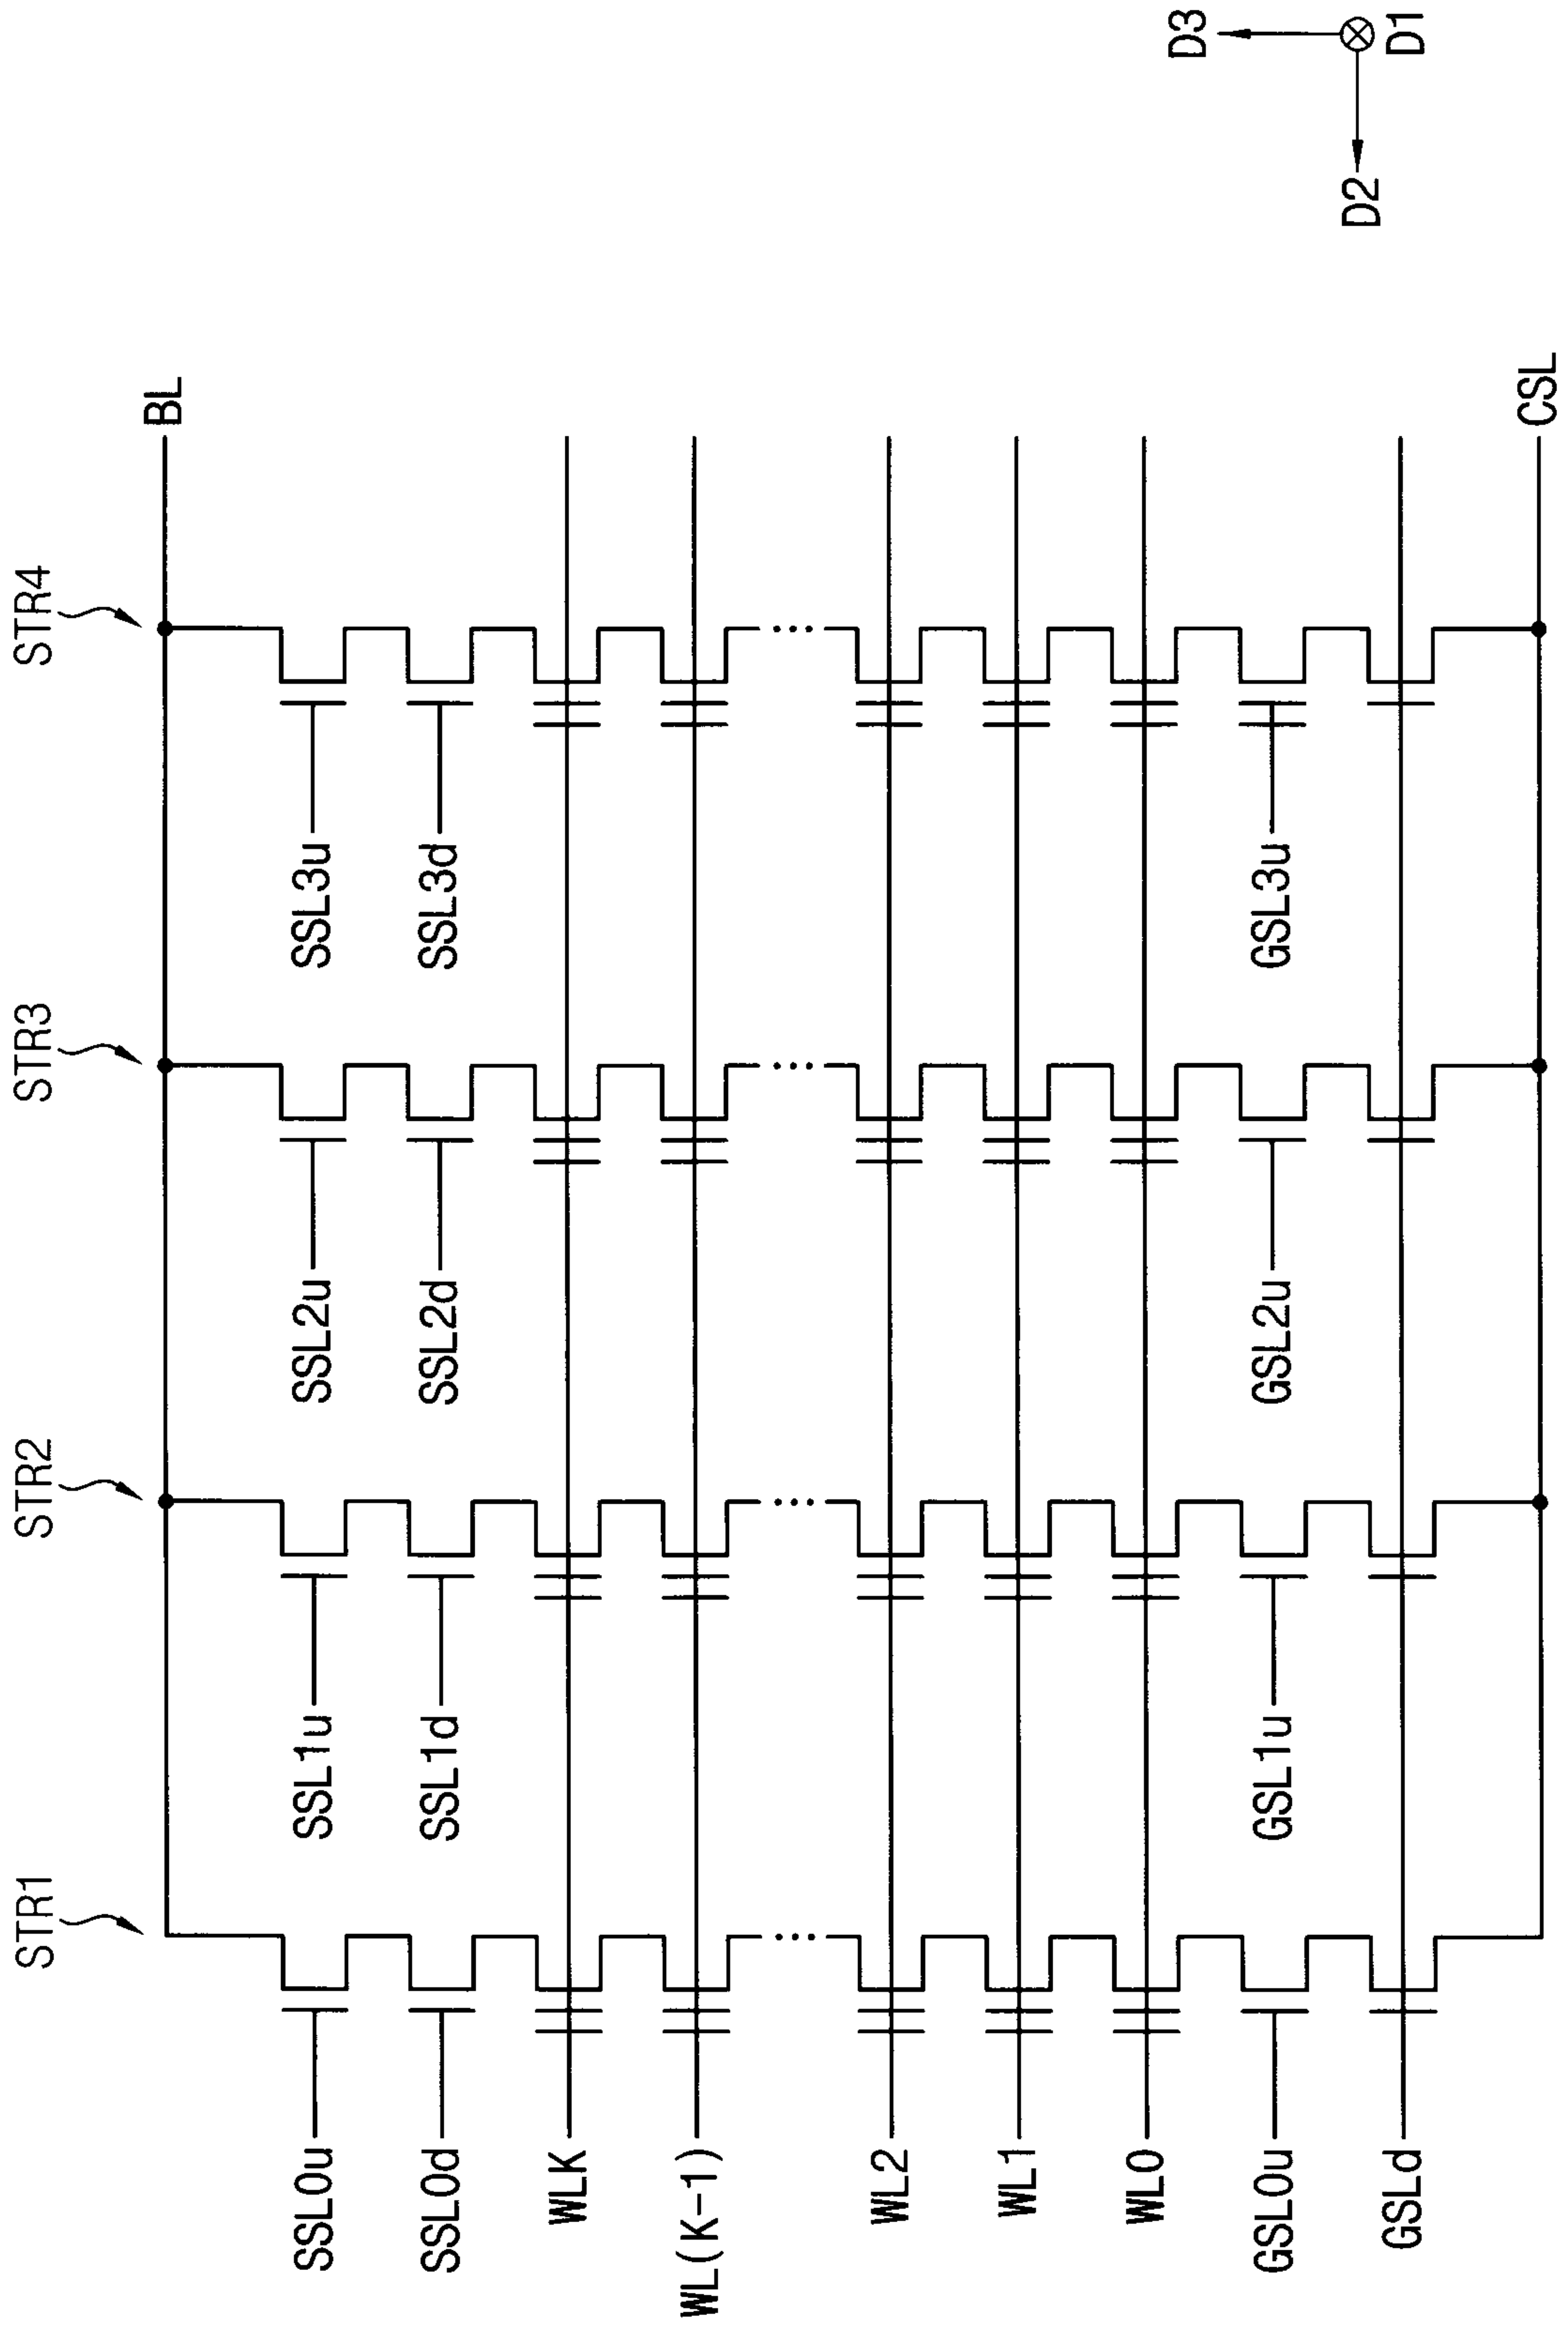 STR1
STR2
STR3
STR4
BL
SSL0u
SSL1u
SSL2u
SSL3u
SSL0d
SSL1d
SSL2d
SSL3d
WLK
WL(K-1)
WL2
WL1
WL0
GSL0u
GSL1u
GSL2u
GSL3u
GSLd
CSL
D3
D2
D1